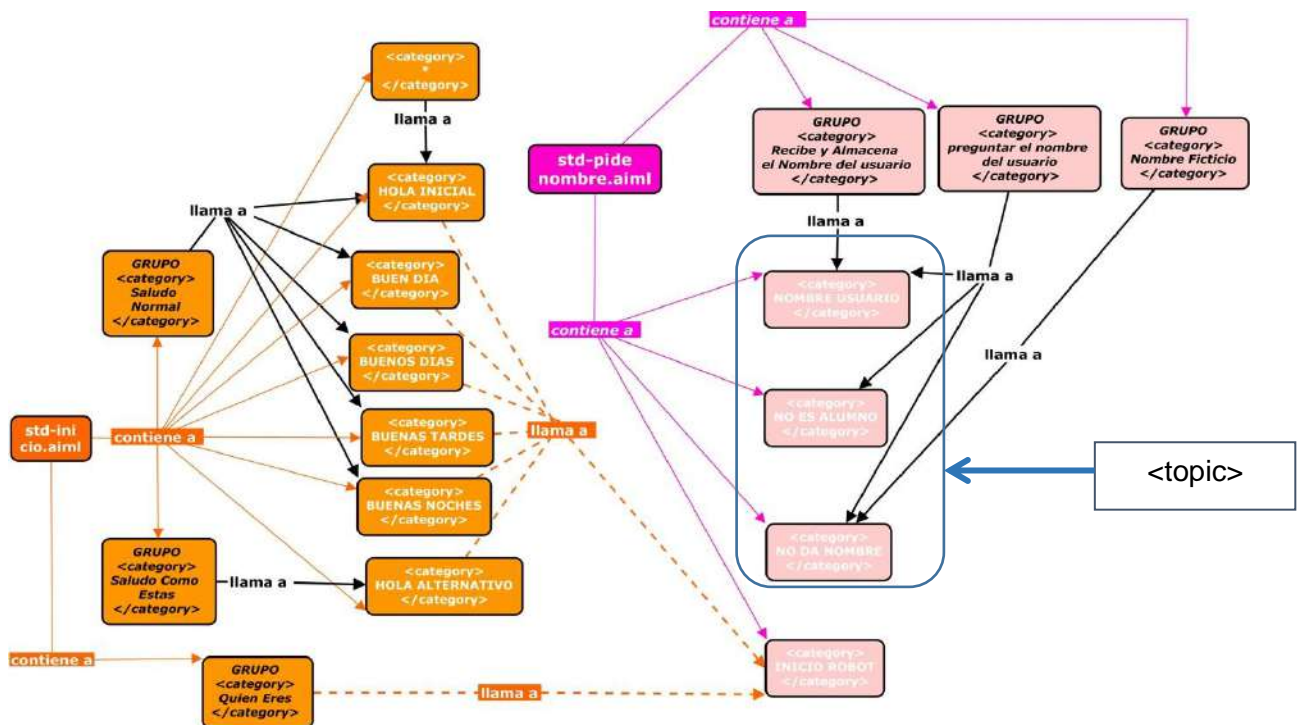 contiene a
<category>
*
</category>
llama a
<category>
HOLA INICIAL
</category>
llama a
GRUPO
<category>
Saludo
Normal
</category>
<category>
BUEN DIA
</category>
<category>
BUENOS DIAS
</category>
<category>
BUENAS TARDES
</category>
<category>
BUENAS NOCHES
</category>
<category>
HOLA ALTERNATIVO
</category>
std-ini
cio.aiml
contiene a
llama a
GRUPO
<category>
Saludo Como
Estas
</category>
llama a
contiene a
GRUPO
<category>
Quien Eres
</category>
llama a
std-pide
nombre.aiml
GRUPO
<category>
Recibe y Almacena
el Nombre del usuario
</category>
GRUPO
<category>
preguntar el nombre
del usuario
</category>
GRUPO
<category>
Nombre Ficticio
</category>
llama a
llama a
llama a
contiene a
<category>
NOMBRE USUARIO
</category>
<category>
NO ES ALUMNO
</category>
<category>
NO DA NOMBRE
</category>
<category>
INICIO ROBOT
</category>
<topic>